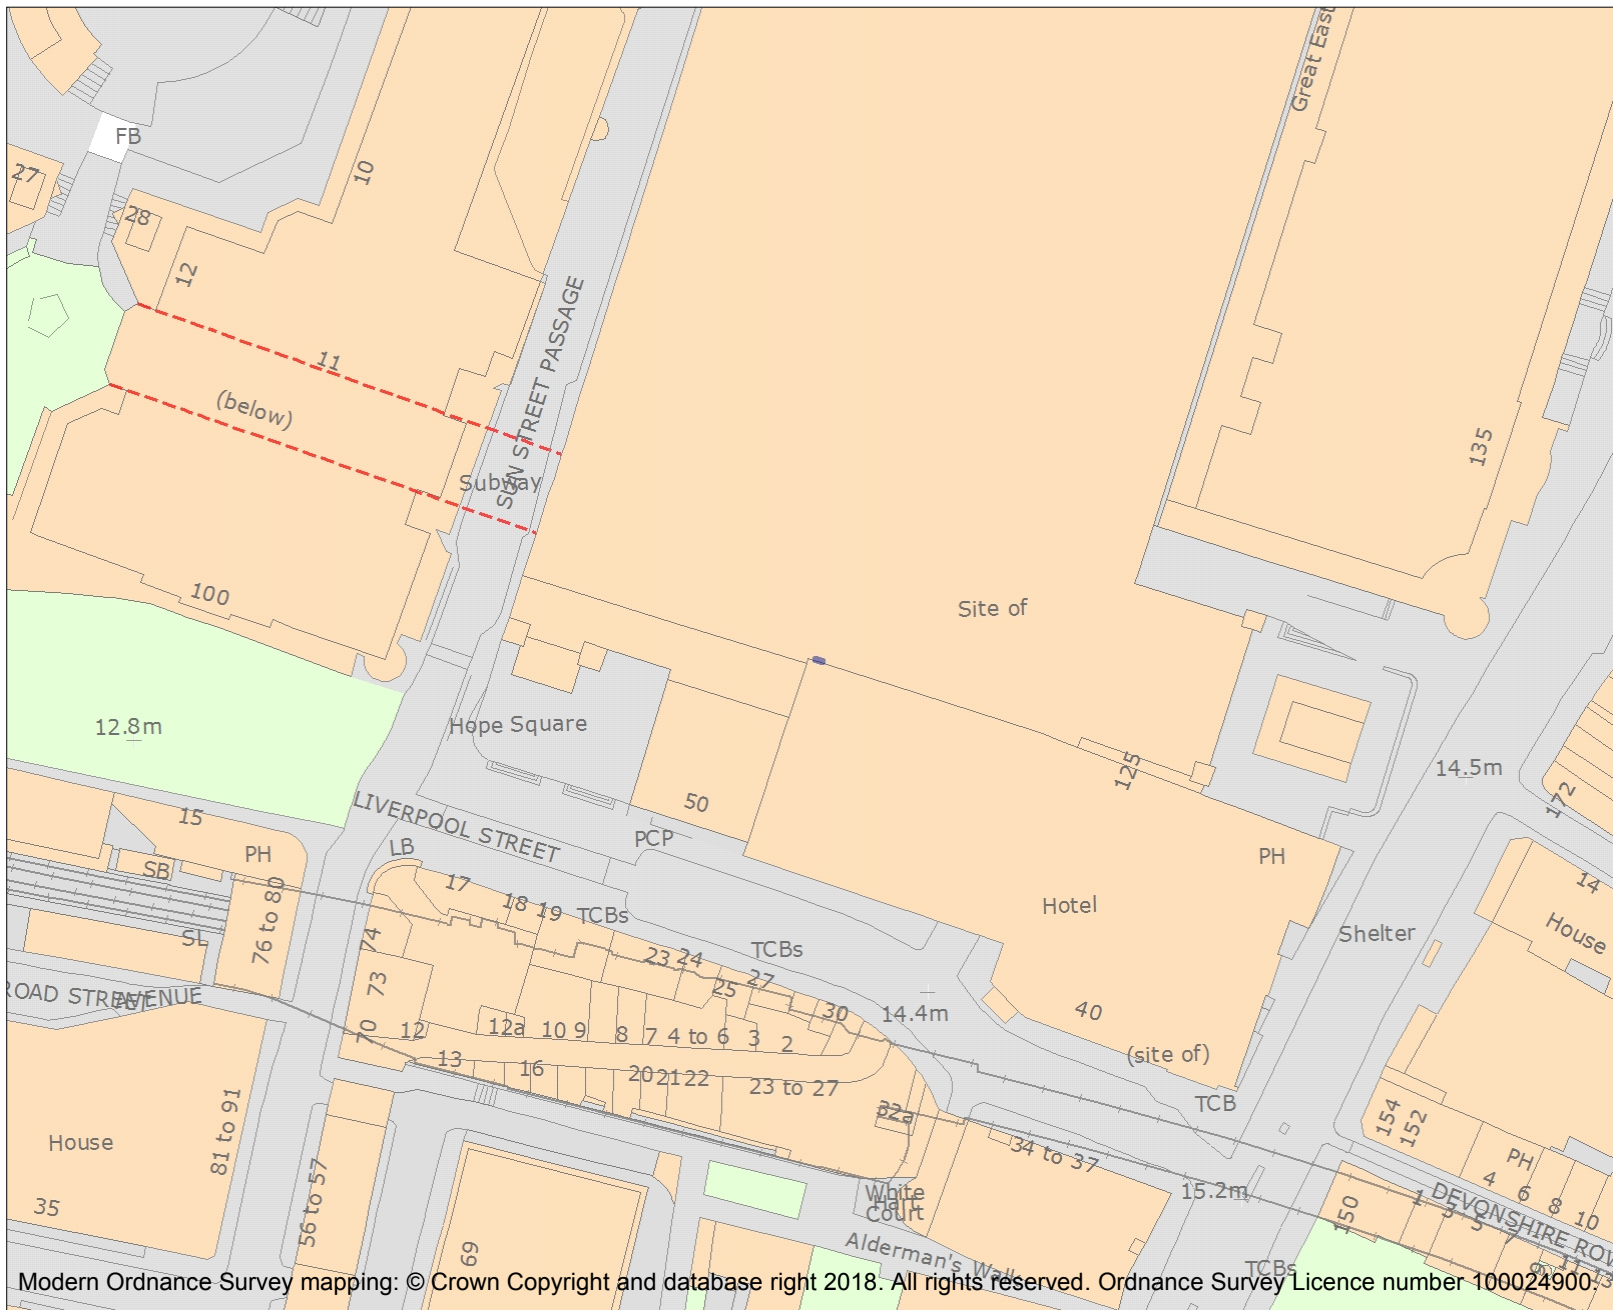 Great East
FB
27
10
28
12
SUN STREET PASSAGE
11
(below)
135
Subway
100
Site of
12.8m
Hope Square
125
14.5m
172
50
15
LIVERPOOL STREET
PCP
LB
PH
PH
SB
76 to 80
17
18 19
TCBs
14
Hotel
House
Shelter
SL
74
23 24
TCBs
73
25
27
ROAD STREET
AVENUE
30
14.4m
40
70
12
12a
10 9
8
7
4 to 6
3
2
(site of)
13
16
20
21
22
23 to 27
32a
TCB
154
152
House
81 to 91
34 to 37
PH
4
6
8
10
35
56 to 57
White
Hart
Court
15.2m
150
1
3
5
7
9
11
13
DEVONSHIRE ROW
69
Alderman's Walk
TCBs
Modern Ordnance Survey mapping: © Crown Copyright and database right 2018. All rights reserved. Ordnance Survey Licence number 100024900.